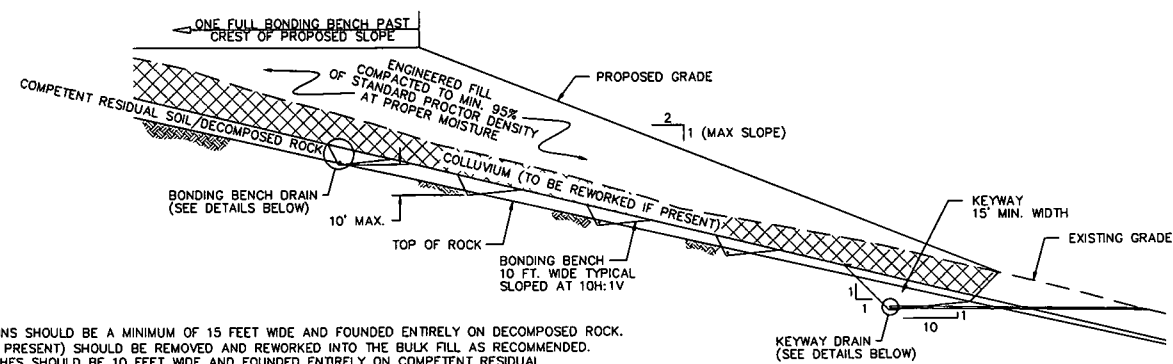 ONE FULL BONDING BENCH PAST
CREST OF PROPOSED SLOPE
PROPOSED GRADE
ENGINEERED FILL
COMPACTED TO MIN. 95%
OF STANDARD PROCTOR DENSITY
AT PROPER MOISTURE
2
1 (MAX SLOPE)
COMPETENT RESIDUAL SOIL/DECOMPOSED ROCK
COLLUVIUM (TO BE REWORKED IF PRESENT)
BONDING BENCH DRAIN
(SEE DETAILS BELOW)
10' MAX.
TOP OF ROCK
BONDING BENCH
10 FT. WIDE TYPICAL
SLOPED AT 10H:1V
KEYWAY
15' MIN. WIDTH
EXISTING GRADE
1
1
10
1
KEYWAY DRAIN
(SEE DETAILS BELOW)
NS SHOULD BE A MINIMUM OF 15 FEET WIDE AND FOUNDED ENTIRELY ON DECOMPOSED ROCK.
PRESENT) SHOULD BE REMOVED AND REWORKED INTO THE BULK FILL AS RECOMMENDED.
HES SHOULD BE 10 FEET WIDE AND FOUNDED ENTIRELY ON COMPETENT RESIDUAL